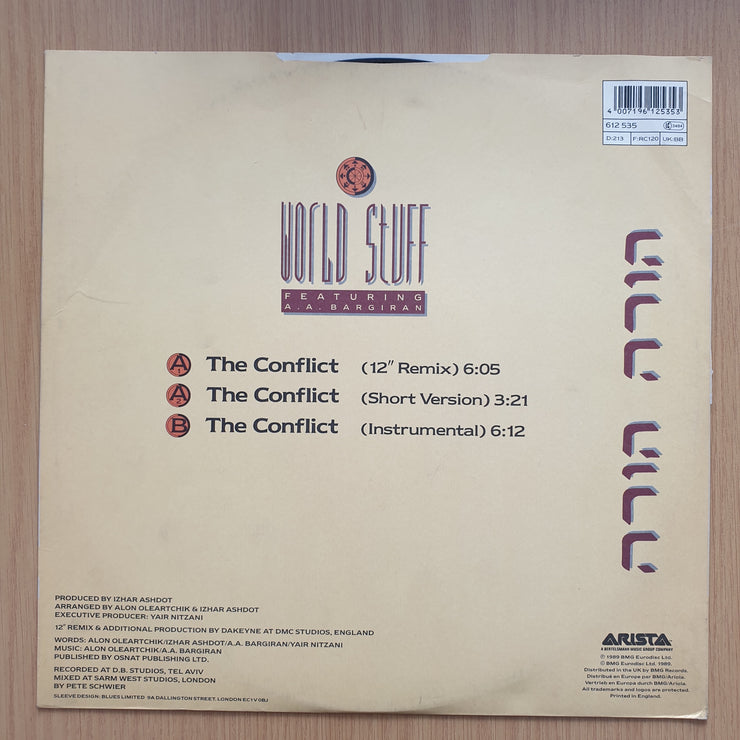 4 007196 125353
612 535
LC 3484
D:213 F:RC120 UK:BB
WORLD STUFF
FEATURING
A.A. BARGIRAN
A1 The Conflict (12" Remix) 6:05
A2 The Conflict (Short Version) 3:21
B The Conflict (Instrumental) 6:12
הורה הורה
PRODUCED BY IZHAR ASHDOT
ARRANGED BY ALON OLEARTCHIK & IZHAR ASHDOT
EXECUTIVE PRODUCER: YAIR NITZANI
12" REMIX & ADDITIONAL PRODUCTION BY DAKEYNE AT DMC STUDIOS, ENGLAND
WORDS: ALON OLEARTCHIK/IZHAR ASHDOT/A.A. BARGIRAN/YAIR NITZANI
MUSIC: ALON OLEARTCHIK/A.A. BARGIRAN
PUBLISHED BY OSNAT PUBLISHING LTD.
RECORDED AT D.B. STUDIOS, TEL AVIV
MIXED AT SARM WEST STUDIOS, LONDON
BY PETE SCHWIER
SLEEVE DESIGN: BLUES LIMITED 9A DALLINGTON STREET. LONDON EC1V 0BJ
ARISTA
A BERTELSMANN MUSIC GROUP COMPANY
℗ 1989 BMG Eurodisc Ltd.
© BMG Eurodisc Ltd. 1989.
Distributed in the UK by BMG Records.
Distribué en Europe par BMG/Ariola.
Vertrieb en Europa durch BMG/Ariola.
All trademarks and logos are protected.
Printed in England.